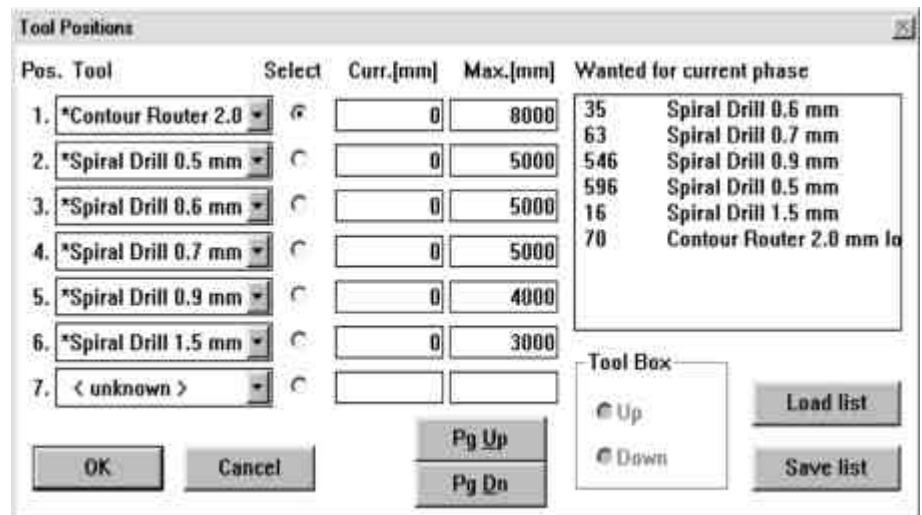 Tool Positions
Pos. Tool Select Curr.[mm] Max.[mm] Wanted for current phase
1. *Contour Router 2.0 0 8000
2. *Spiral Drill 0.5 mm 0 5000
3. *Spiral Drill 0.6 mm 0 5000
4. *Spiral Drill 0.7 mm 0 5000
5. *Spiral Drill 0.9 mm 0 4000
6. *Spiral Drill 1.5 mm 0 3000
7. < unknown >
35 Spiral Drill 0.6 mm
63 Spiral Drill 0.7 mm
546 Spiral Drill 0.9 mm
596 Spiral Drill 0.5 mm
16 Spiral Drill 1.5 mm
70 Contour Router 2.0 mm lo
Tool Box
Up
Down
Load list
Save list
Pg Up
Pg Dn
OK
Cancel